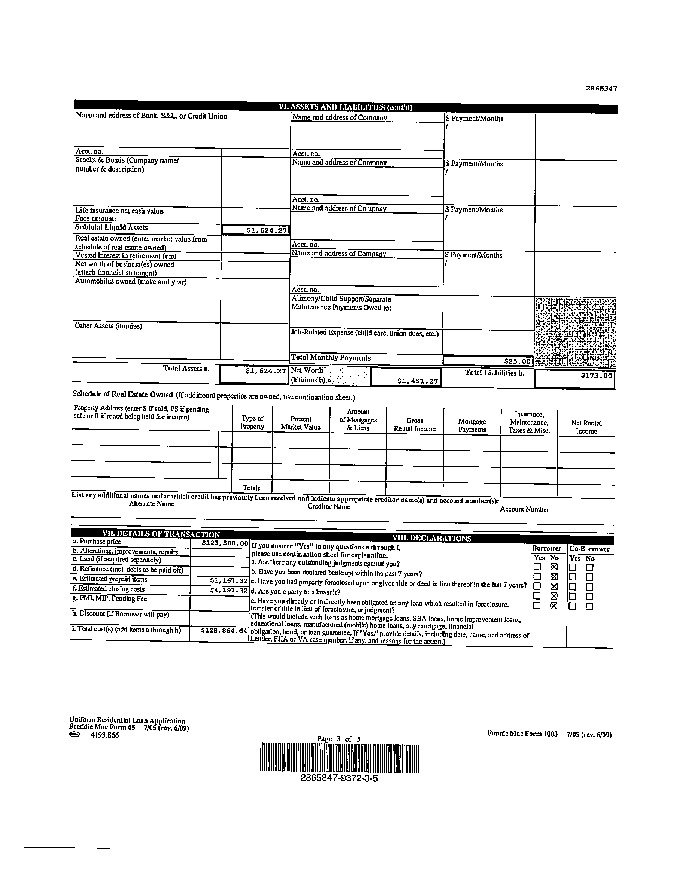 2865347
VI. ASSETS AND LIABILITIES (cont'd)
Name and address of Bank, S&L, or Credit Union
Name and address of Company
$ Payment/Months
/
Acct. no.
Acct. no.
Stocks & Bonds (Company name/
number & description)
Name and address of Company
$ Payment/Months
/
Acct. no.
Life insurance net cash value
Face amount:
Name and address of Company
$ Payment/Months
/
Subtotal Liquid Assets
$1,624.27
Real estate owned (enter market value from
schedule of real estate owned)
Acct. no.
Vested interest in retirement fund
Name and address of Company
$ Payment/Months
/
Net worth of business(es) owned
(attach financial statement)
Automobiles owned (make and year)
Acct. no.
Alimony/Child Support/Separate
Maintenance Payments Owed to:
Other Assets (itemize)
Job-Related Expense (child care, union dues, etc.)
Total Monthly Payments
$25.00
Total Assets a.
$1,624.27
Net Worth
(a minus b)
$1,451.27
Total Liabilities b.
$173.00
Schedule of Real Estate Owned (If additional properties are owned, use continuation sheet.)
Property Address (enter S if sold, PS if pending
sale or R if rental being held for income)
Type of
Property
Present
Market Value
Amount
of Mortgages
& Liens
Gross
Rental Income
Mortgage
Payments
Insurance,
Maintenance,
Taxes & Misc.
Net Rental
Income
Totals
List any additional names under which credit has previously been received and indicate appropriate creditor name(s) and account number(s):
Alternate Name
Creditor Name
Account Number
VII. DETAILS OF TRANSACTION
VIII. DECLARATIONS
a. Purchase price
$123,500.00
b. Alterations, improvements, repairs
c. Land (if acquired separately)
d. Refinance (incl. debts to be paid off)
e. Estimated prepaid items
$1,167.32
f. Estimated closing costs
$4,197.32
g. PMI, MIP, Funding Fee
h. Discount (if Borrower will pay)
i. Total costs (add items a through h)
$128,864.64
If you answer "Yes" to any questions a through i,
please use continuation sheet for explanation.
Borrower
Co-Borrower
Yes No
Yes No
a. Are there any outstanding judgments against you?
b. Have you been declared bankrupt within the past 7 years?
c. Have you had property foreclosed upon or given title or deed in lieu thereof in the last 7 years?
d. Are you a party to a lawsuit?
e. Have you directly or indirectly been obligated on any loan which resulted in foreclosure,
transfer of title in lieu of foreclosure, or judgment?
(This would include such loans as home mortgage loans, SBA loans, home improvement loans,
educational loans, manufactured (mobile) home loans, any mortgage, financial
obligation, bond, or loan guarantee. If "Yes," provide details, including date, name, and address of
Lender, FHA or VA case number, if any, and reasons for the action.)
Uniform Residential Loan Application
Freddie Mac Form 65 7/05 (rev. 6/09)
Page 3 of 5
Fannie Mae Form 1003 7/05 (rev. 6/09)
2865847-9372-3-5